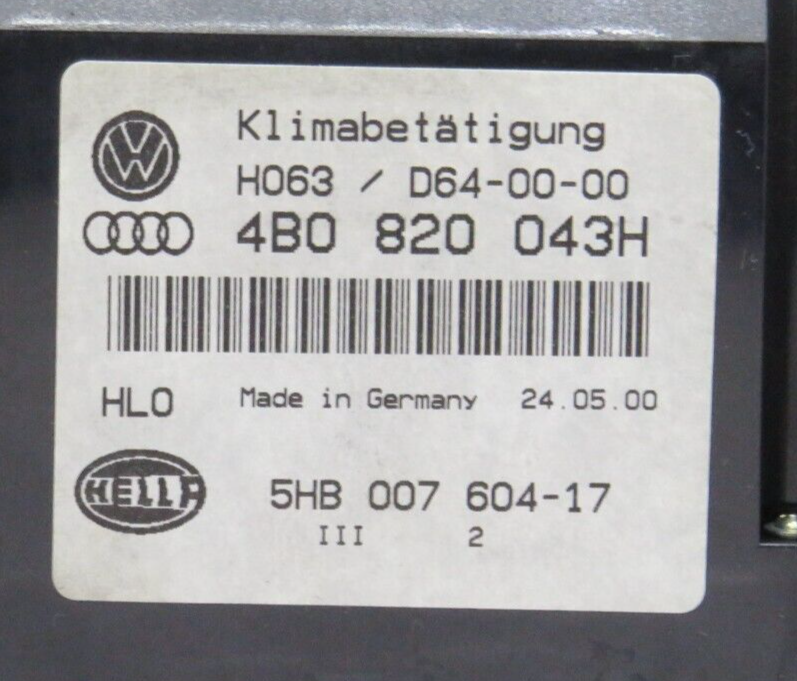 Klimabetätigung
H063 / D64-00-00
4B0 820 043H
HLO Made in Germany 24.05.00
HELLA 5HB 007 604-17
III 2